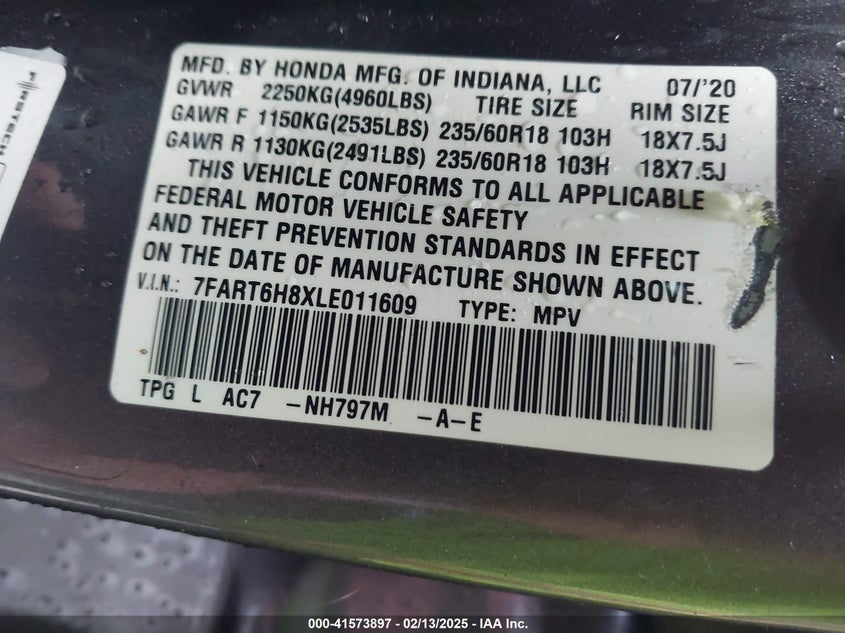 MFD. BY HONDA MFG. OF INDIANA, LLC 07/'20
GVWR 2250KG(4960LBS) TIRE SIZE RIM SIZE
GAWR F 1150KG(2535LBS) 235/60R18 103H 18X7.5J
GAWR R 1130KG(2491LBS) 235/60R18 103H 18X7.5J
THIS VEHICLE CONFORMS TO ALL APPLICABLE
FEDERAL MOTOR VEHICLE SAFETY
AND THEFT PREVENTION STANDARDS IN EFFECT
ON THE DATE OF MANUFACTURE SHOWN ABOVE.
V.I.N.: 7FART6H8XLE011609 TYPE: MPV
TPG L AC7 -NH797M -A-E
000-41573897 - 02/13/2025 - IAA Inc.